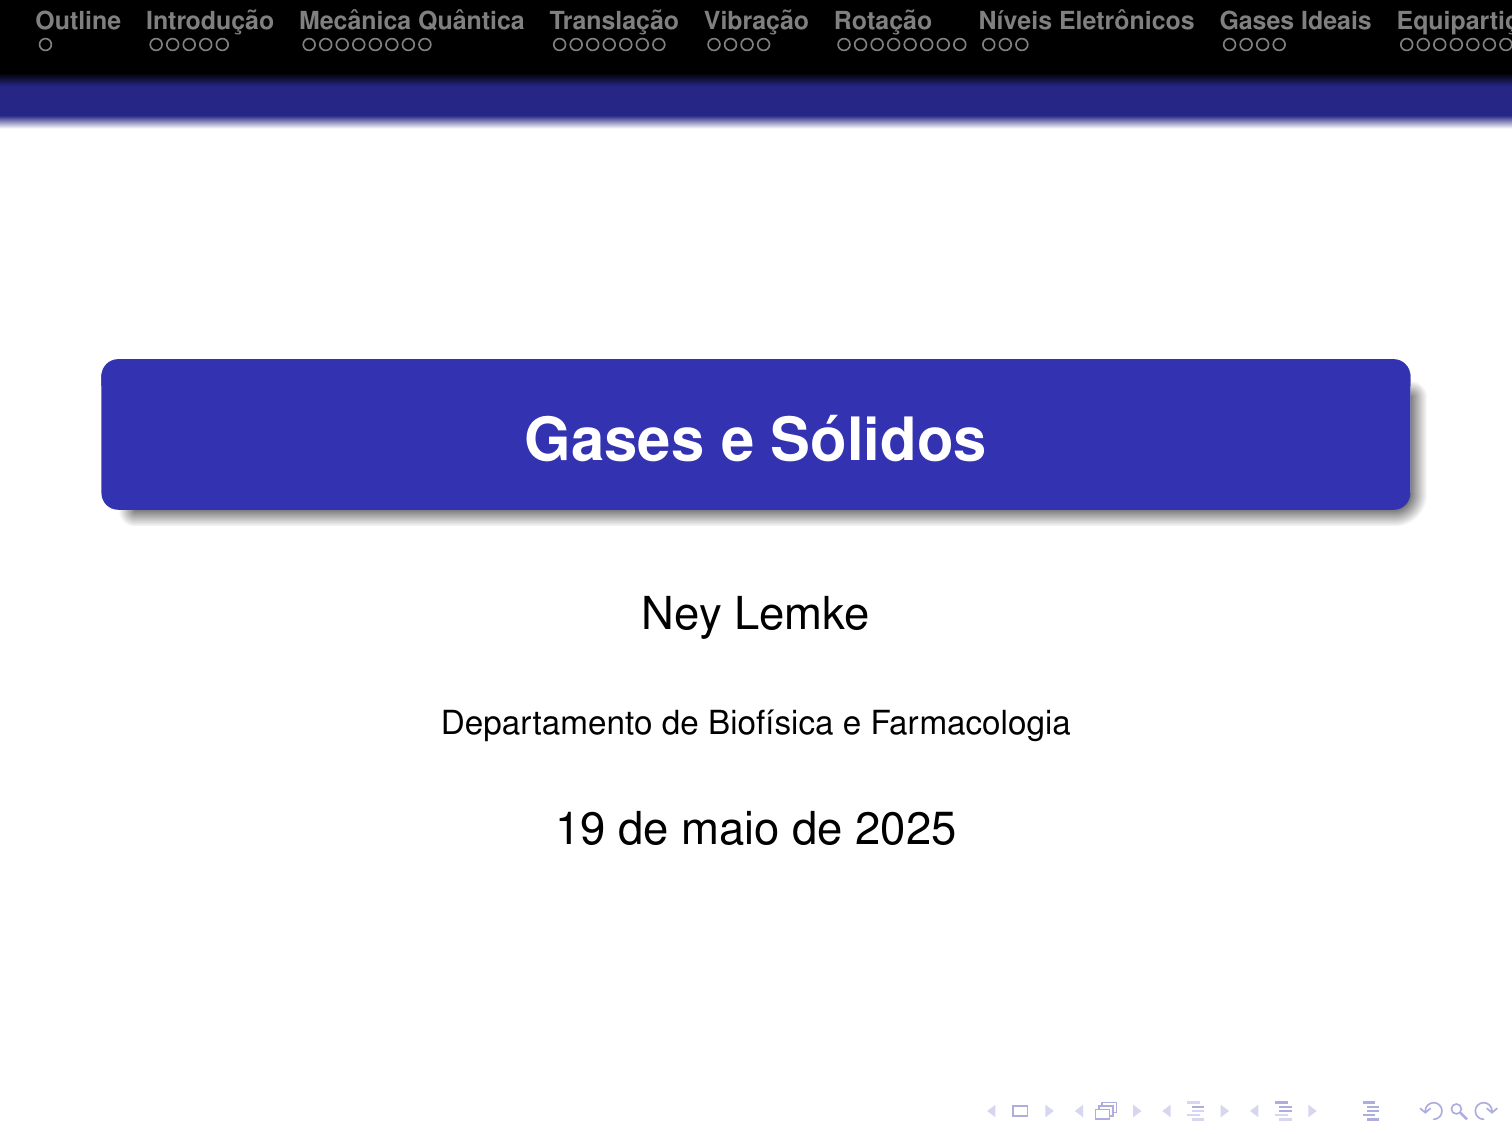 Outline Introdução Mecânica Quântica Translação Vibração Rotação Níveis Eletrônicos Gases Ideais
Gases e Sólidos
Ney Lemke
Departamento de Biofísica e Farmacologia
19 de maio de 2025